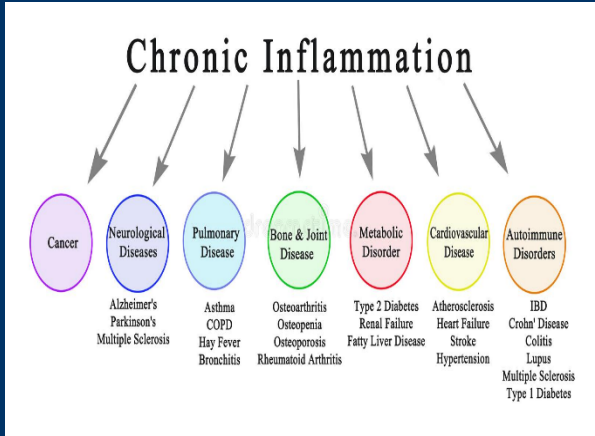 Chronic Inflammation
Cancer
Neurological
Diseases
Alzheimer's
Parkinson's
Multiple Sclerosis
Pulmonary
Disease
Asthma
COPD
Hay Fever
Bronchitis
Bone & Joint
Disease
Osteoarthritis
Osteopenia
Osteoporosis
Rheumatoid Arthritis
Metabolic
Disorder
Type 2 Diabetes
Renal Failure
Fatty Liver Disease
Cardiovascular
Disease
Atherosclerosis
Heart Failure
Stroke
Hypertension
Autoimmune
Disorders
IBD
Crohn' Disease
Colitis
Lupus
Multiple Sclerosis
Type 1 Diabetes